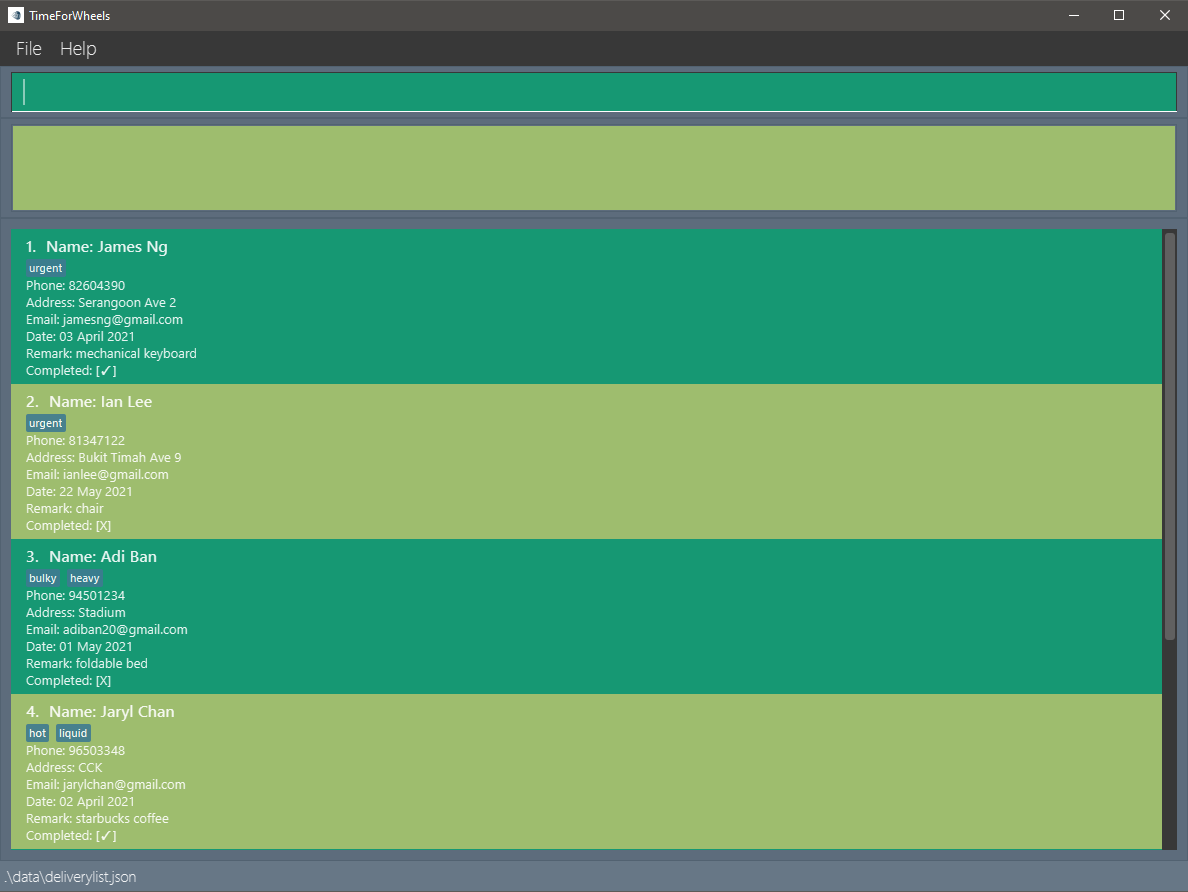 TimeForWheels
File Help
1. Name: James Ng
urgent
Phone: 82604390
Address: Serangoon Ave 2
Email: jamesng@gmail.com
Date: 03 April 2021
Remark: mechanical keyboard
Completed: [✓]
2. Name: Ian Lee
urgent
Phone: 81347122
Address: Bukit Timah Ave 9
Email: ianlee@gmail.com
Date: 22 May 2021
Remark: chair
Completed: [X]
3. Name: Adi Ban
bulky heavy
Phone: 94501234
Address: Stadium
Email: adiban20@gmail.com
Date: 01 May 2021
Remark: foldable bed
Completed: [X]
4. Name: Jaryl Chan
hot liquid
Phone: 96503348
Address: CCK
Email: jarylchan@gmail.com
Date: 02 April 2021
Remark: starbucks coffee
Completed: [✓]
.\data\deliverylist.json